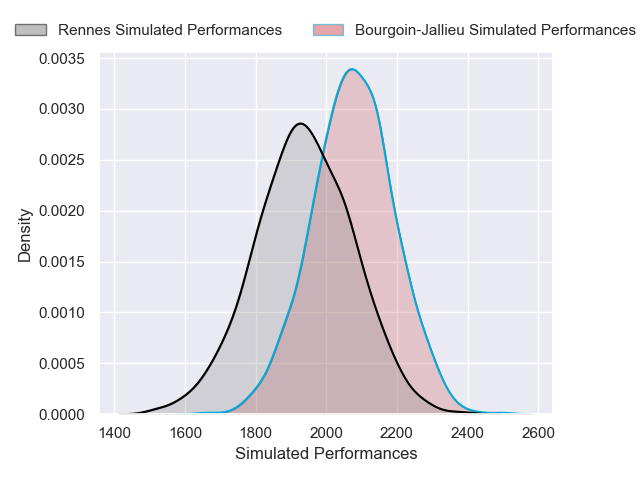 Rennes Simulated Performances
Bourgoin-Jallieu Simulated Performances
0.0035
0.0030
0.0025
0.0020
0.0015
0.0010
0.0005
0.0000
Density
1400 1600 1800 2000 2200 2400 2600
Simulated Performances